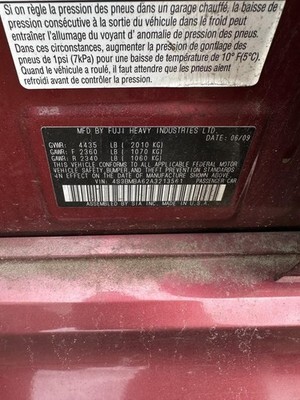 Si on règle la pression des pneus dans un garage chauffé, la baisse de
pression consécutive à la sortie du véhicule dans le froid peut
entraîner l'allumage du voyant d' anomalie de pression des pneus.
Dans ces circonstances, augmenter la pression de gonflage des
pneus de 1psi (7kPa) pour une baisse de température de 10° F(5°C).
Quand le véhicule a roulé, il faut attendre que les pneus aient
refroidi avant d'effectuer le contrôle.
MFD BY FUJI HEAVY INDUSTRIES LTD.
DATE: 06/09
GVWR: 4435 LB ( 2010 KG)
GAWR: F 2360 LB ( 1070 KG)
GAWR: R 2340 LB ( 1060 KG)
THIS VEHICLE CONFORMS TO ALL APPLICABLE FEDERAL MOTOR
VEHICLE SAFETY, BUMPER, AND THEFT PREVENTION STANDARDS
IN EFFECT ON THE DATE OF MANUFACTURE SHOWN ABOVE.
PASSENGER CAR
ASSEMBLED BY SIA INC. MADE IN U.S.A.